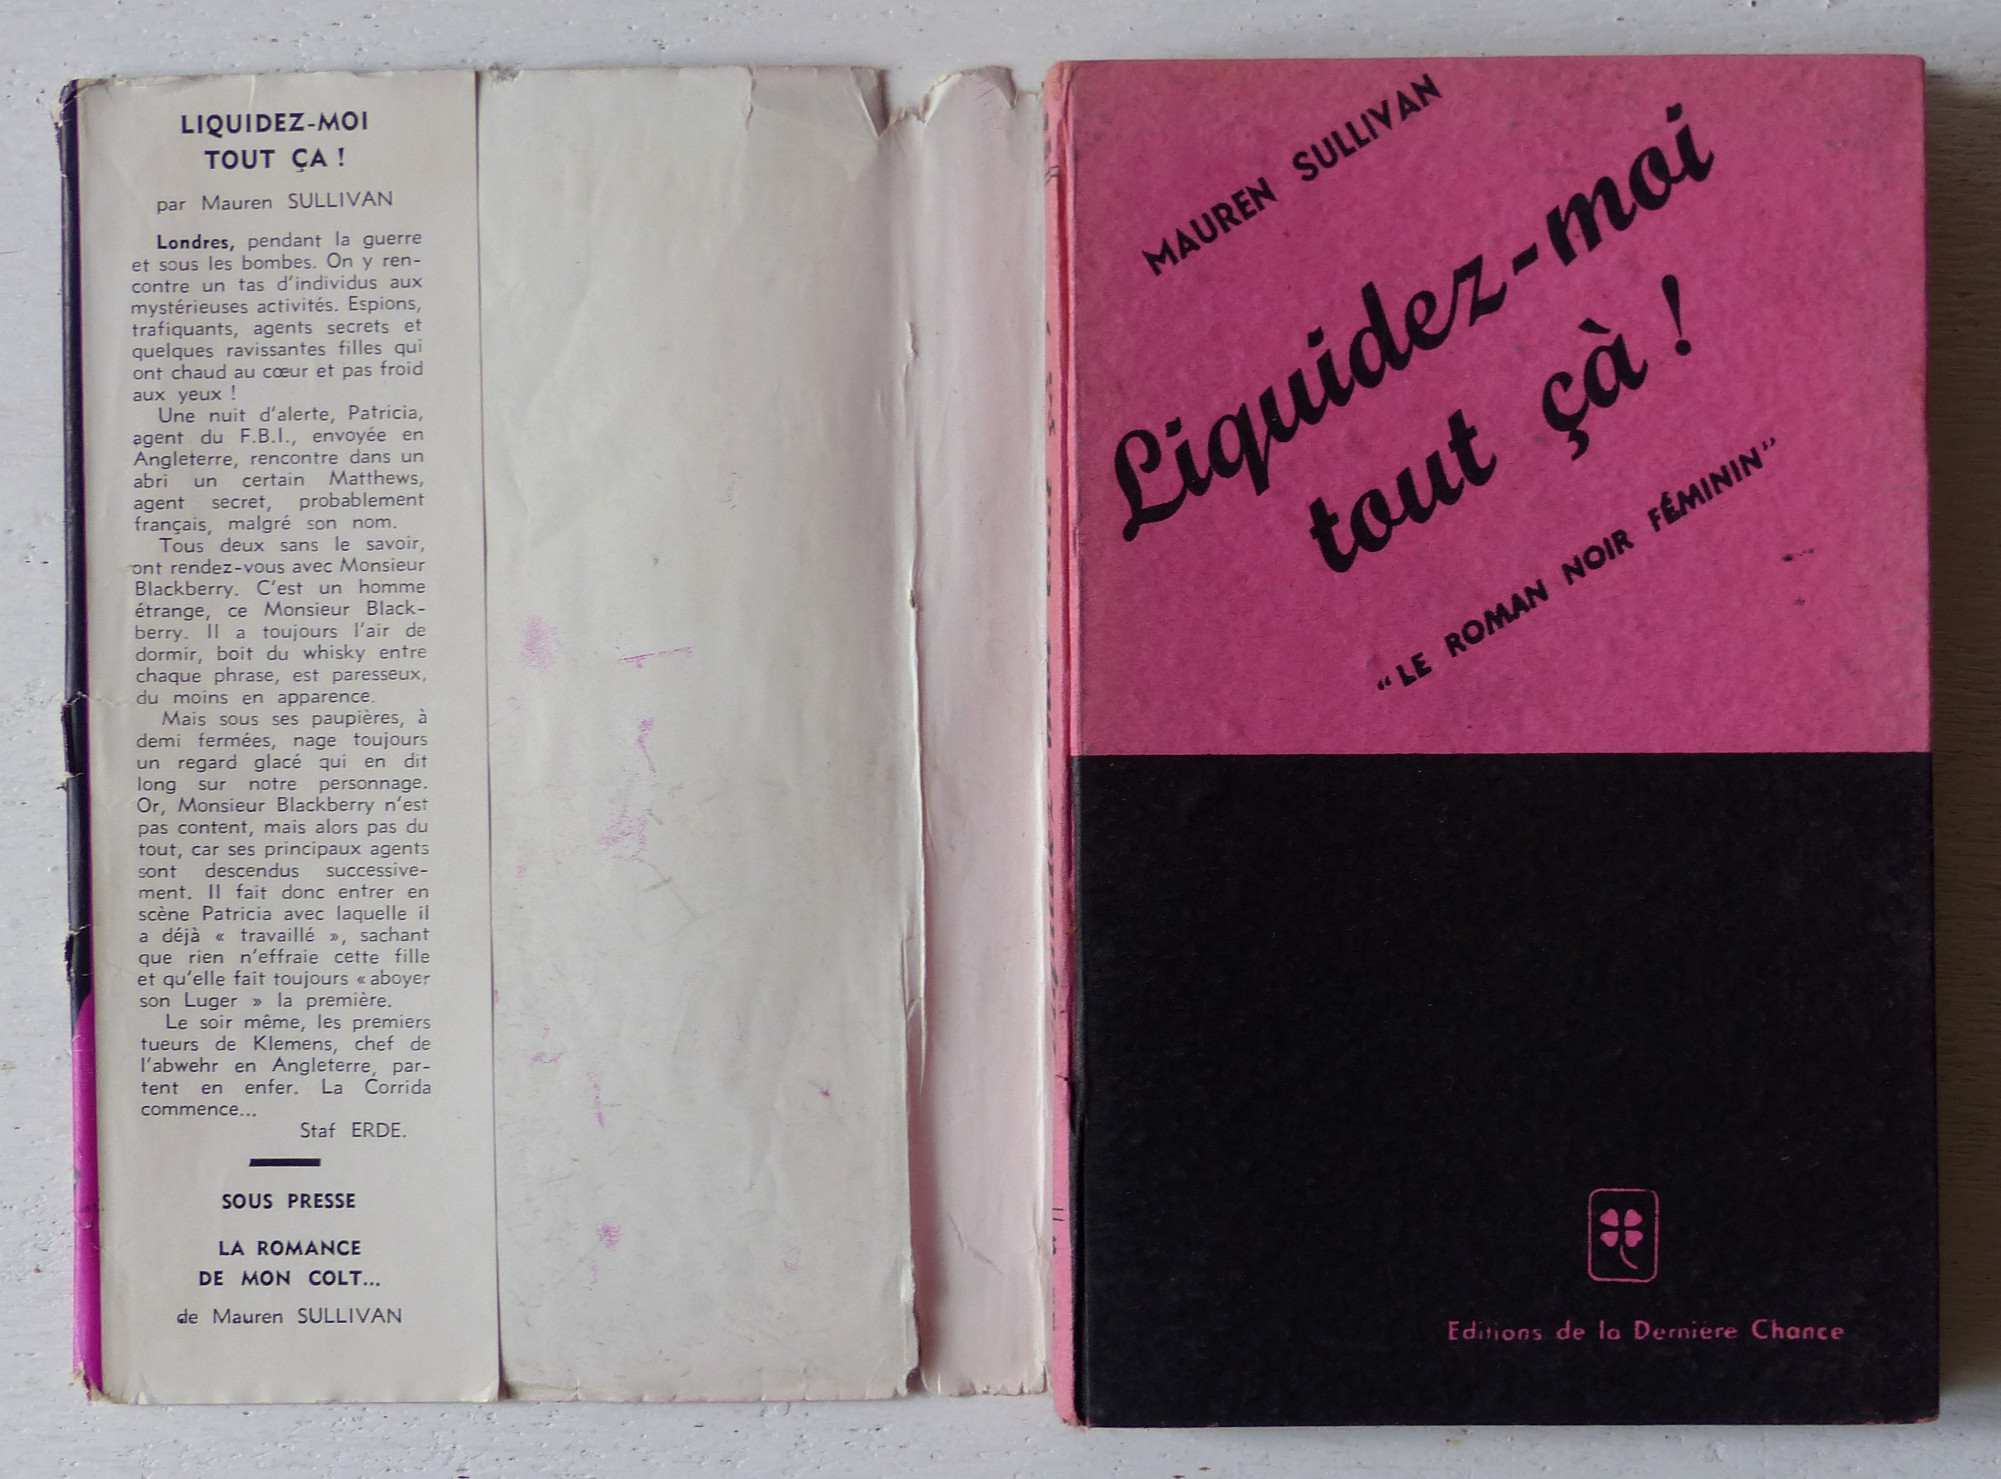 LIQUIDEZ-MOI
TOUT ÇA !
par Mauren SULLIVAN
Londres, pendant la guerre
et sous les bombes. On y ren-
contre un tas d'individus aux
mystérieuses activités. Espions,
trafiquants, agents secrets et
quelques ravissantes filles qui
ont chaud au cœur et pas froid
aux yeux !
Une nuit d'alerte, Patricia,
agent du F.B.I., envoyée en
Angleterre, rencontre dans un
abri un certain Matthews,
agent secret, probablement
français, malgré son nom.
Tous deux sans le savoir,
ont rendez-vous avec Monsieur
Blackberry. C'est un homme
étrange, ce Monsieur Black-
berry. Il a toujours l'air de
dormir, boit du whisky entre
chaque phrase, est paresseux,
du moins en apparence.
Mais sous ses paupières, à
demi fermées, nage toujours
un regard glacé qui en dit
long sur notre personnage.
Or, Monsieur Blackberry n'est
pas content, mais alors pas du
tout, car ses principaux agents
sont descendus successive-
ment. Il fait donc entrer en
scène Patricia avec laquelle il
a déjà « travaillé », sachant
que rien n'effraie cette fille
et qu'elle fait toujours « aboyer
son Luger » la première.
Le soir même, les premiers
tueurs de Klemens, chef de
l'abwehr en Angleterre, par-
tent en enfer. La Corrida
commence...
Staf ERDE.
SOUS PRESSE
LA ROMANCE
DE MON COLT...
de Mauren SULLIVAN
MAUREN SULLIVAN
Liquidez-moi
tout çà !
"LE ROMAN NOIR FÉMININ"
Editions de la Dernière Chance